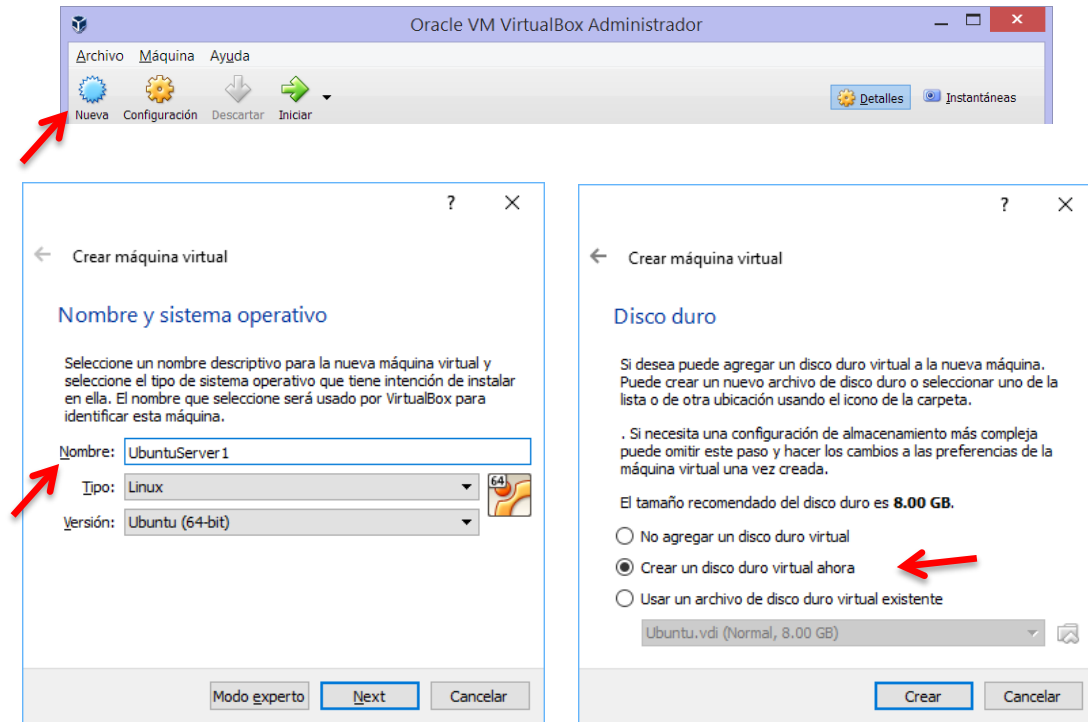 Oracle VM VirtualBox Administrador
Archivo Máquina Ayuda
Nueva Configuración Descartar Iniciar Detalles Instantáneas
?
Crear máquina virtual
Nombre y sistema operativo
Seleccione un nombre descriptivo para la nueva máquina virtual y
seleccione el tipo de sistema operativo que tiene intención de instalar
en ella. El nombre que seleccione será usado por VirtualBox para
identificar esta máquina.
Nombre: UbuntuServer1
Tipo: Linux
64
Versión: Ubuntu (64-bit)
Modo experto Next Cancelar
?
Crear máquina virtual
Disco duro
Si desea puede agregar un disco duro virtual a la nueva máquina.
Puede crear un nuevo archivo de disco duro o seleccionar uno de la
lista o de otra ubicación usando el icono de la carpeta.
. Si necesita una configuración de almacenamiento más compleja
puede omitir este paso y hacer los cambios a las preferencias de la
máquina virtual una vez creada.
El tamaño recomendado del disco duro es 8.00 GB.
No agregar un disco duro virtual
Crear un disco duro virtual ahora
Usar un archivo de disco duro virtual existente
Ubuntu.vdi (Normal, 8.00 GB)
Crear Cancelar